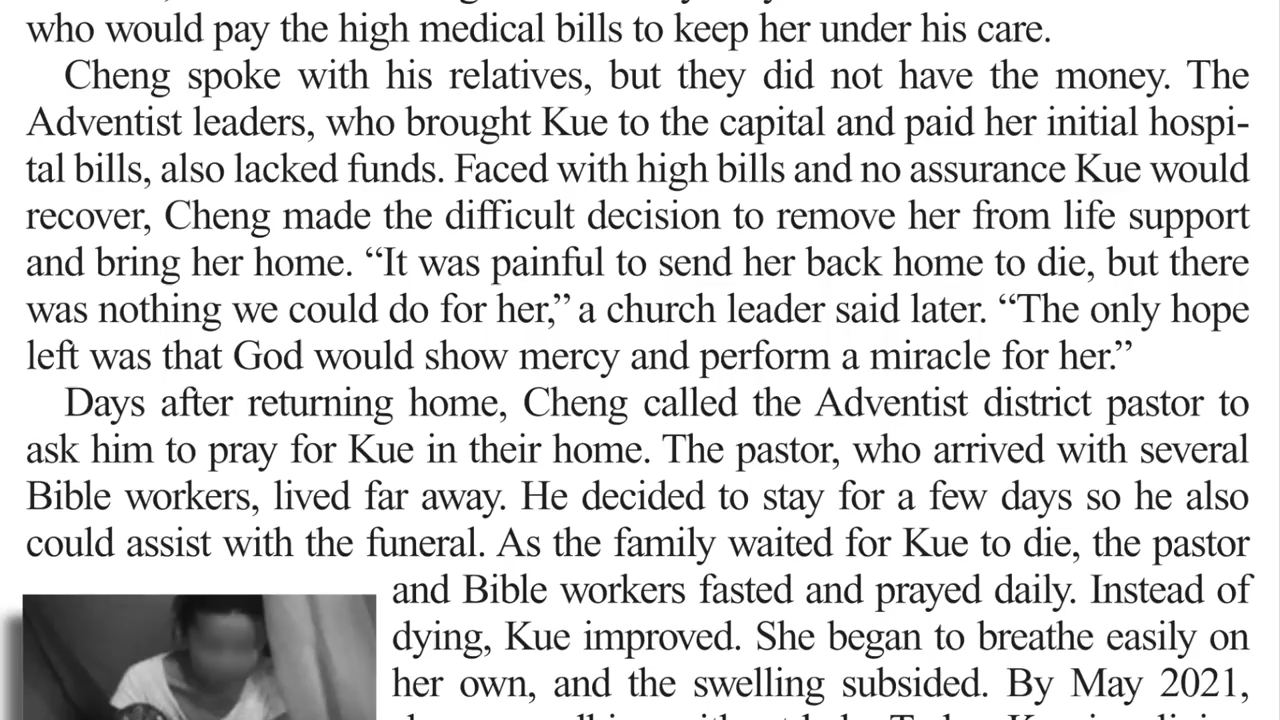 who would pay the high medical bills to keep her under his care.
Cheng spoke with his relatives, but they did not have the money. The
Adventist leaders, who brought Kue to the capital and paid her initial hospi-
tal bills, also lacked funds. Faced with high bills and no assurance Kue would
recover, Cheng made the difficult decision to remove her from life support
and bring her home. “It was painful to send her back home to die, but there
was nothing we could do for her,” a church leader said later. “The only hope
left was that God would show mercy and perform a miracle for her.”
Days after returning home, Cheng called the Adventist district pastor to
ask him to pray for Kue in their home. The pastor, who arrived with several
Bible workers, lived far away. He decided to stay for a few days so he also
could assist with the funeral. As the family waited for Kue to die, the pastor
and Bible workers fasted and prayed daily. Instead of
dying, Kue improved. She began to breathe easily on
her own, and the swelling subsided. By May 2021,